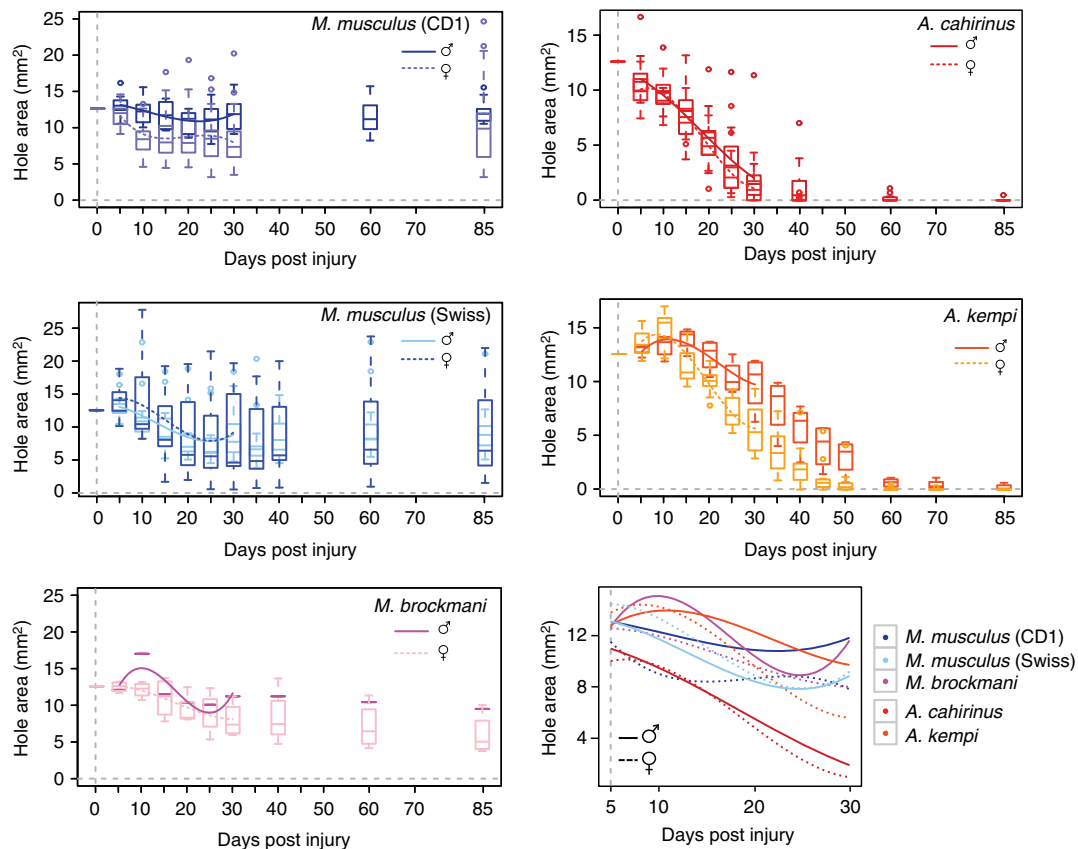 M. musculus (CD1)
♂
♀
Hole area (mm²)
25
20
15
10
5
0
0 10 20 30 40 50 60 70 85
Days post injury
A. cahirinus
♂
♀
Hole area (mm²)
15
10
5
0
0 10 20 30 40 50 60 70 85
Days post injury
M. musculus (Swiss)
♂
♀
Hole area (mm²)
25
20
15
10
5
0
0 10 20 30 40 50 60 70 85
Days post injury
A. kempi
♂
♀
Hole area (mm²)
15
10
5
0
0 10 20 30 40 50 60 70 85
Days post injury
M. brockmani
♂
♀
Hole area (mm²)
25
20
15
10
5
0
0 10 20 30 40 50 60 70 85
Days post injury
Hole area (mm²)
12
8
4
♂
♀
5 10 20 30
Days post injury
M. musculus (CD1)
M. musculus (Swiss)
M. brockmani
A. cahirinus
A. kempi